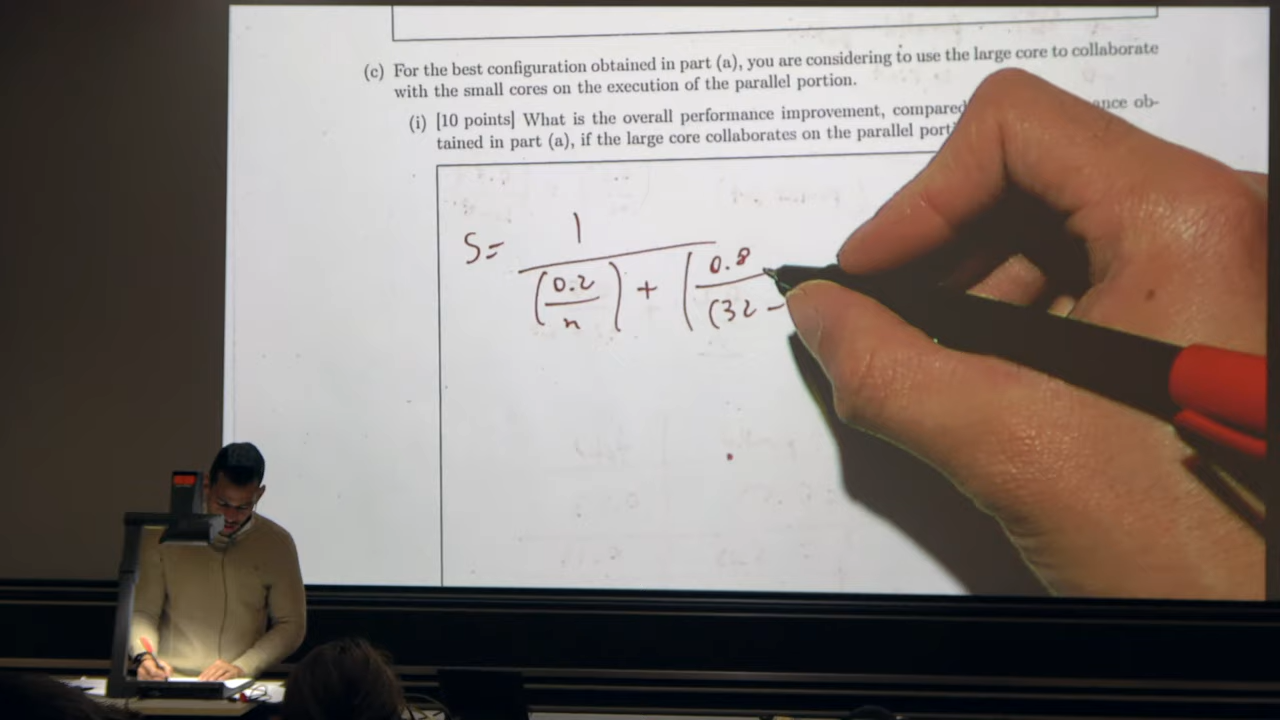 (c) For the best configuration obtained in part (a), you are considering to use the large core to collaborate
with the small cores on the execution of the parallel portion.
(i) [10 points] What is the overall performance improvement, compared ob-
tained in part (a), if the large core collaborates on the parallel
S= 1
(0.2 / n) + (0.8 / (32 -